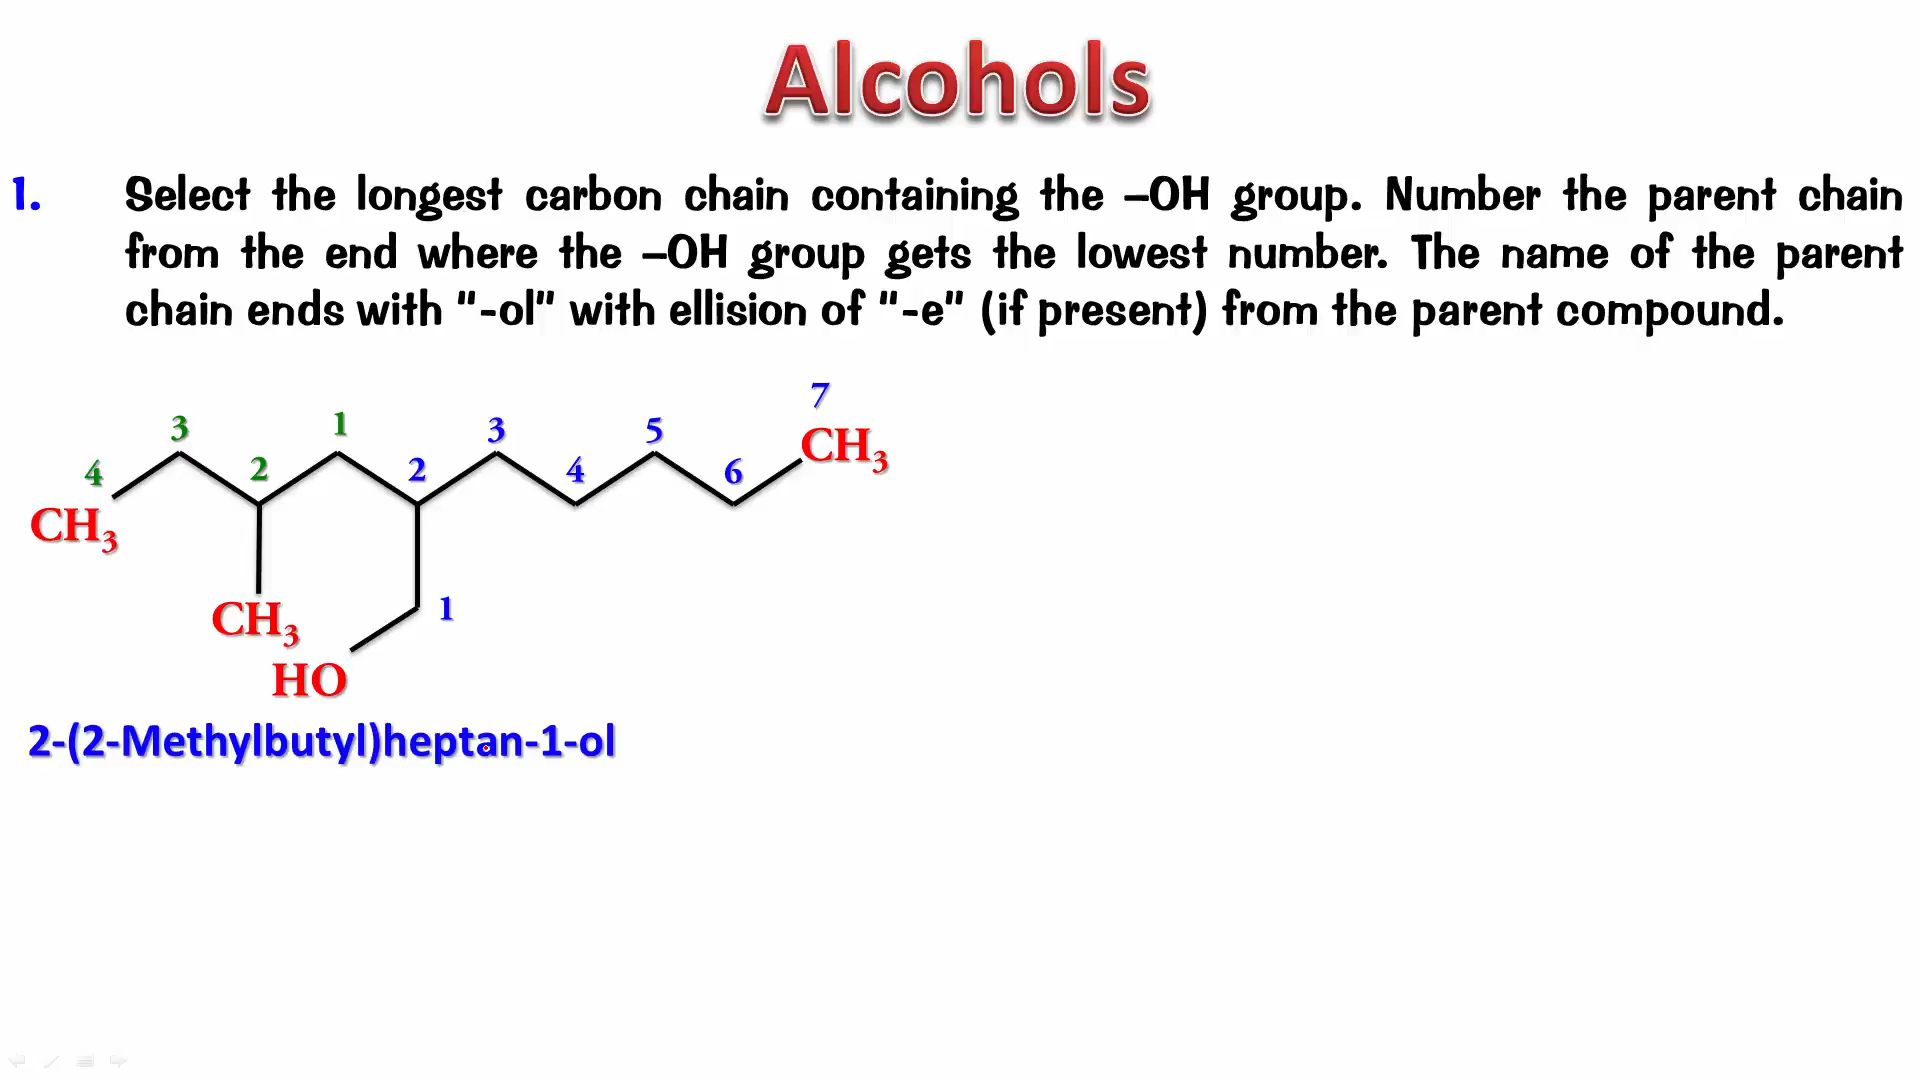 Alcohols
1. Select the longest carbon chain containing the –OH group. Number the parent chain
from the end where the –OH group gets the lowest number. The name of the parent
chain ends with "-ol" with ellision of "-e" (if present) from the parent compound.
7
3 1 3 5 CH₃
4 2 2 4 6
CH₃
CH₃ 1
HO
2-(2-Methylbutyl)heptan-1-ol